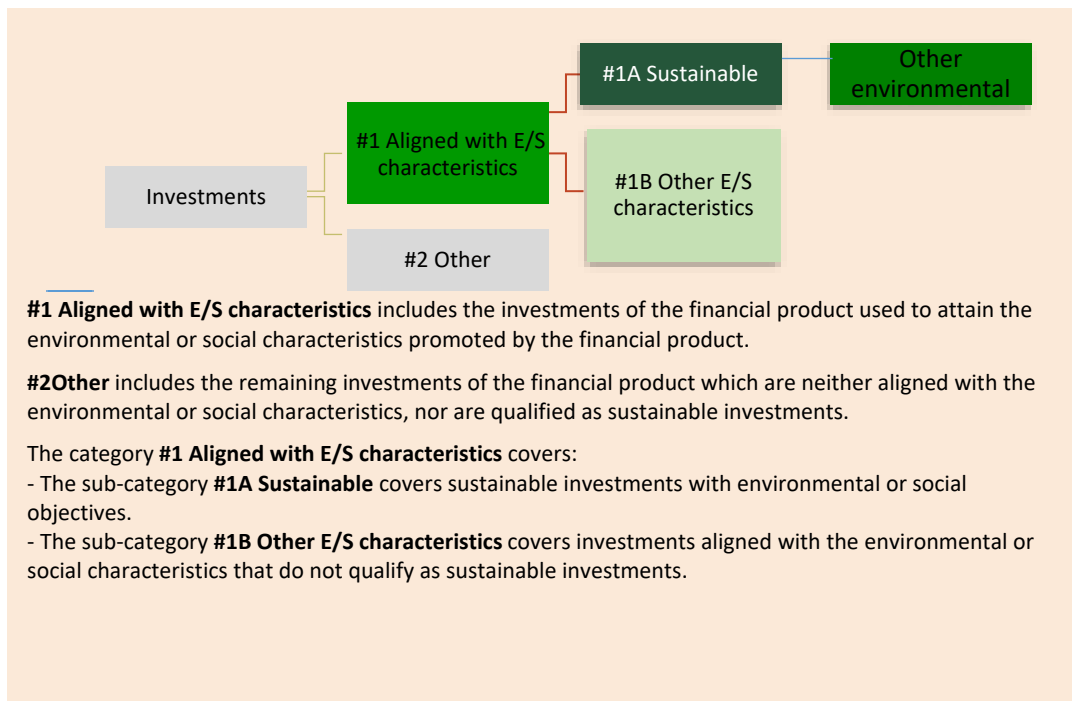 Other
environmental
#1A Sustainable
#1 Aligned with E/S
characteristics
#1B Other E/S
characteristics
Investments
#2 Other
#1 Aligned with E/S characteristics includes the investments of the financial product used to attain the
environmental or social characteristics promoted by the financial product.
#2Other includes the remaining investments of the financial product which are neither aligned with the
environmental or social characteristics, nor are qualified as sustainable investments.
The category #1 Aligned with E/S characteristics covers:
- The sub-category #1A Sustainable covers sustainable investments with environmental or social
objectives.
- The sub-category #1B Other E/S characteristics covers investments aligned with the environmental or
social characteristics that do not qualify as sustainable investments.